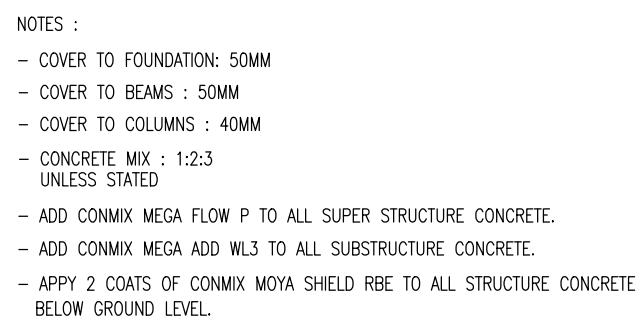 NOTES :
– COVER TO FOUNDATION: 50MM
– COVER TO BEAMS : 50MM
– COVER TO COLUMNS : 40MM
– CONCRETE MIX : 1:2:3
UNLESS STATED
– ADD CONMIX MEGA FLOW P TO ALL SUPER STRUCTURE CONCRETE.
– ADD CONMIX MEGA ADD WL3 TO ALL SUBSTRUCTURE CONCRETE.
– APPY 2 COATS OF CONMIX MOYA SHIELD RBE TO ALL STRUCTURE CONCRETE
BELOW GROUND LEVEL.